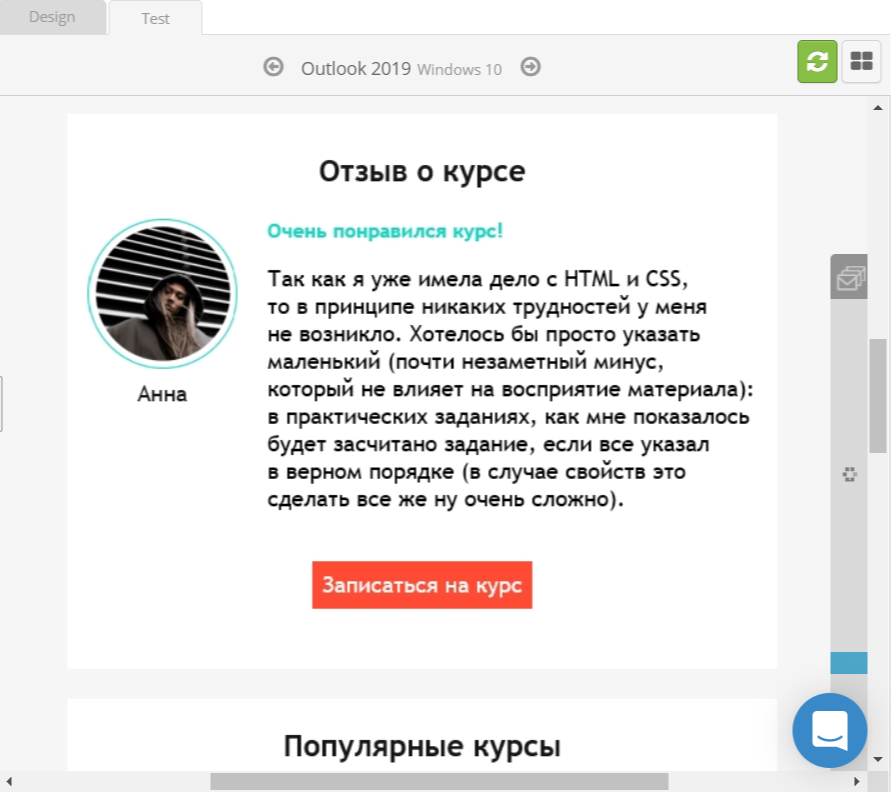 Design
Test
Outlook 2019 Windows 10
Отзыв о курсе
Очень понравился курс!
Так как я уже имела дело с HTML и CSS,
то в принципе никаких трудностей у меня
не возникло. Хотелось бы просто указать
маленький (почти незаметный минус,
который не влияет на восприятие материала):
в практических заданиях, как мне показалось
будет засчитано задание, если все указал
в верном порядке (в случае свойств это
сделать все же ну очень сложно).
Анна
Записаться на курс
Популярные курсы